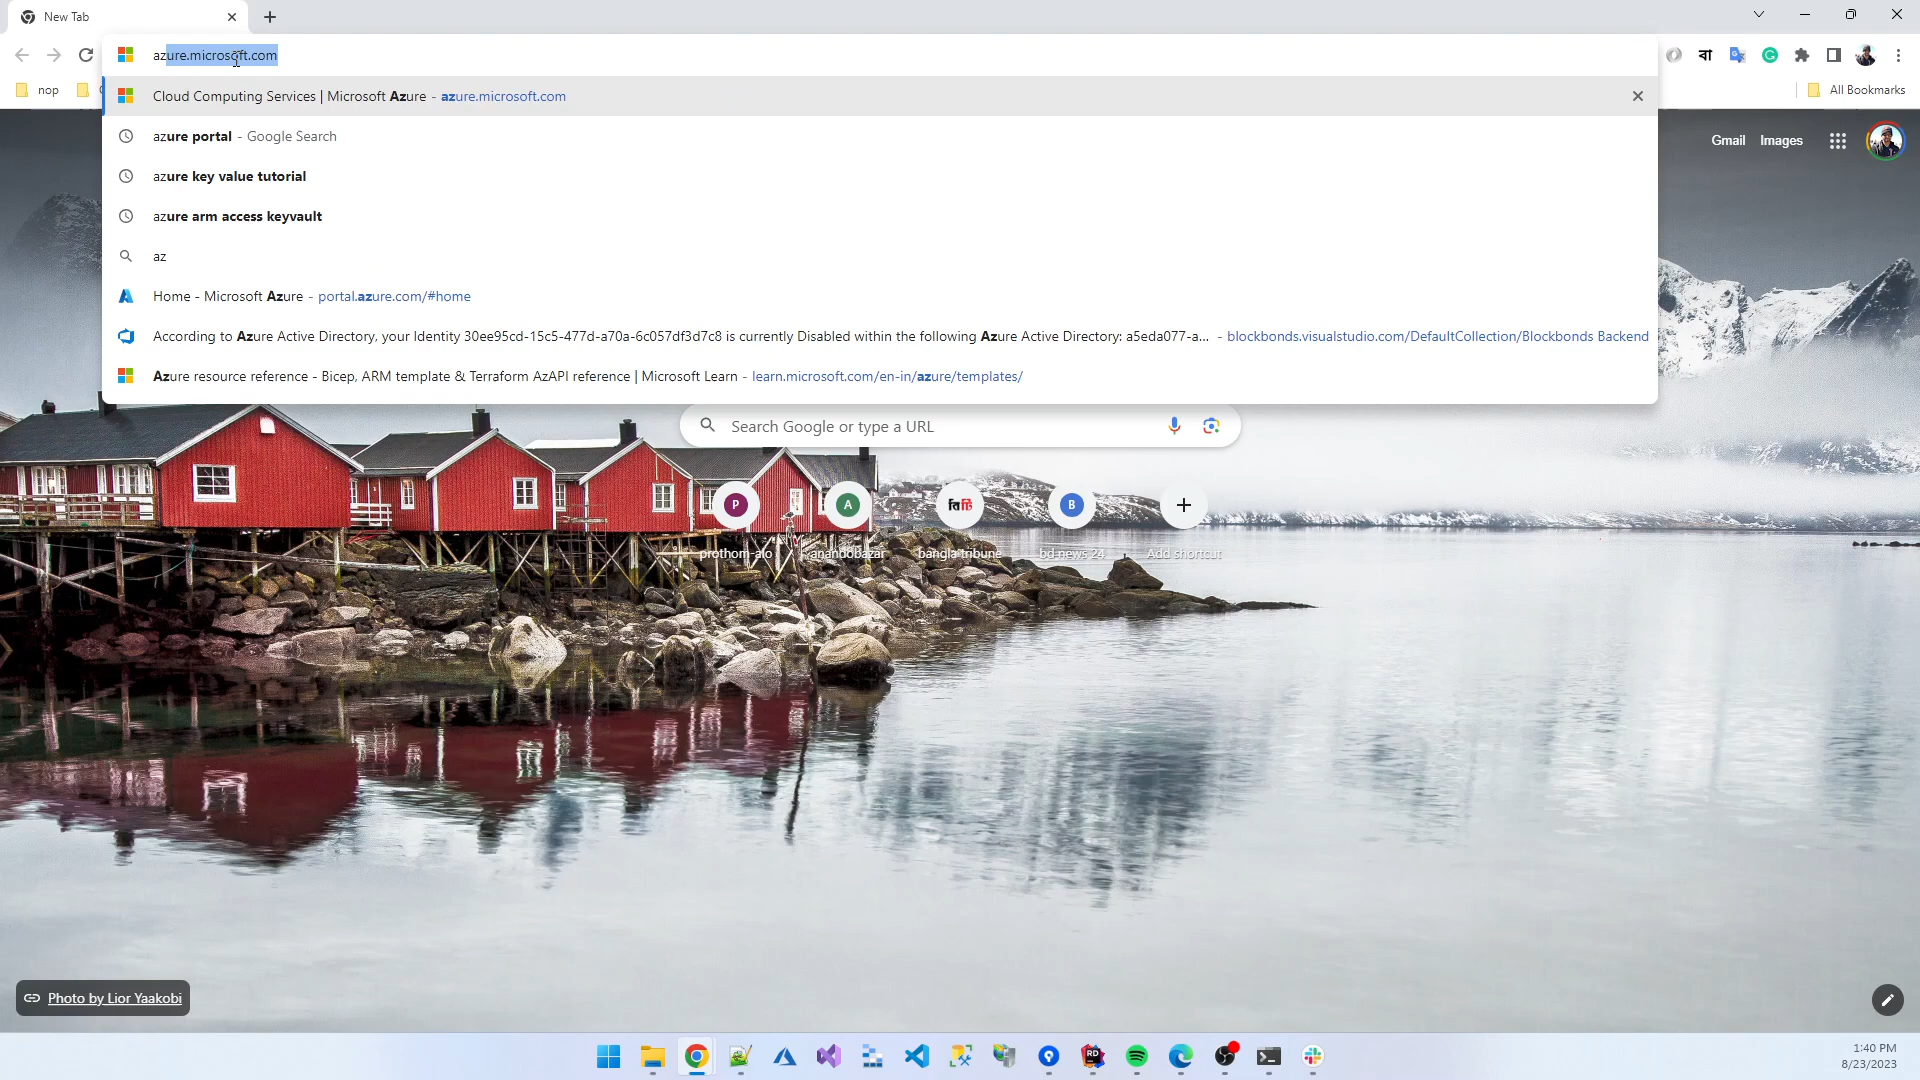 New Tab
azure.microsoft.com
বা
nop
All Bookmarks
Cloud Computing Services | Microsoft Azure - azure.microsoft.com
azure portal - Google Search
azure key value tutorial
azure arm access keyvault
az
Home - Microsoft Azure - portal.azure.com/#home
According to Azure Active Directory, your Identity 30ee95cd-15c5-477d-a70a-6c057df3d7c8 is currently Disabled within the following Azure Active Directory: a5eda077-a... - blockbonds.visualstudio.com/DefaultCollection/Blockbonds Backend
Azure resource reference - Bicep, ARM template & Terraform AzAPI reference | Microsoft Learn - learn.microsoft.com/en-in/azure/templates/
Gmail Images
Search Google or type a URL
P A B
prothom-alo anandobazar bangla tribune bd news 24 Add shortcut
Photo by Lior Yaakobi
RD
1:40 PM
8/23/2023